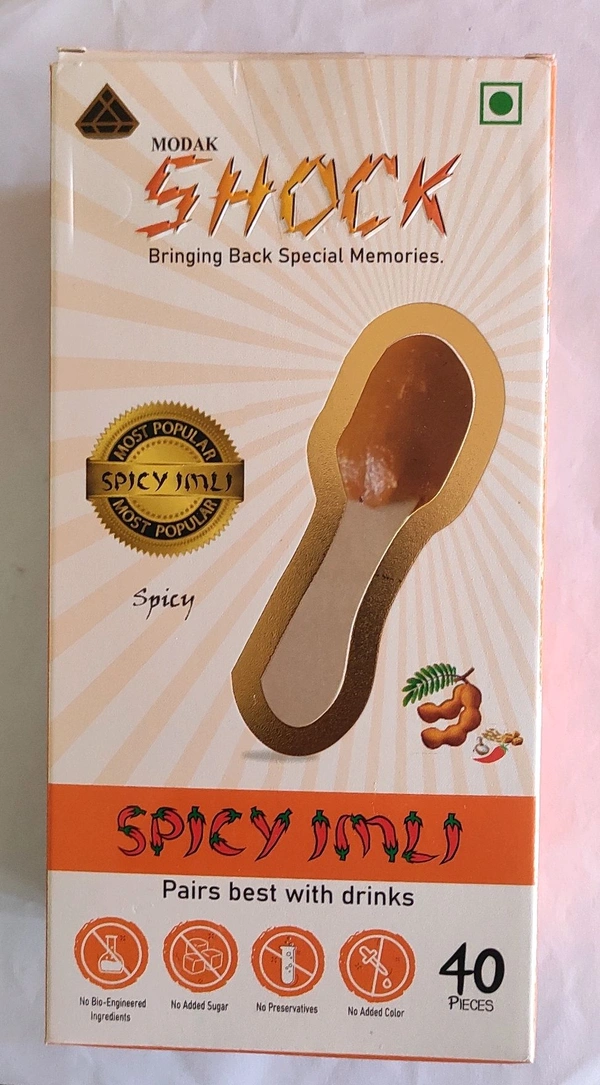 MODAK
SHOCK
Bringing Back Special Memories.
MOST POPULAR
SPICY IMLI
MOST POPULAR
Spicy
SPICY IMLI
Pairs best with drinks
No Bio-Engineered
Ingredients
No Added Sugar
No Preservatives
No Added Color
40
PIECES